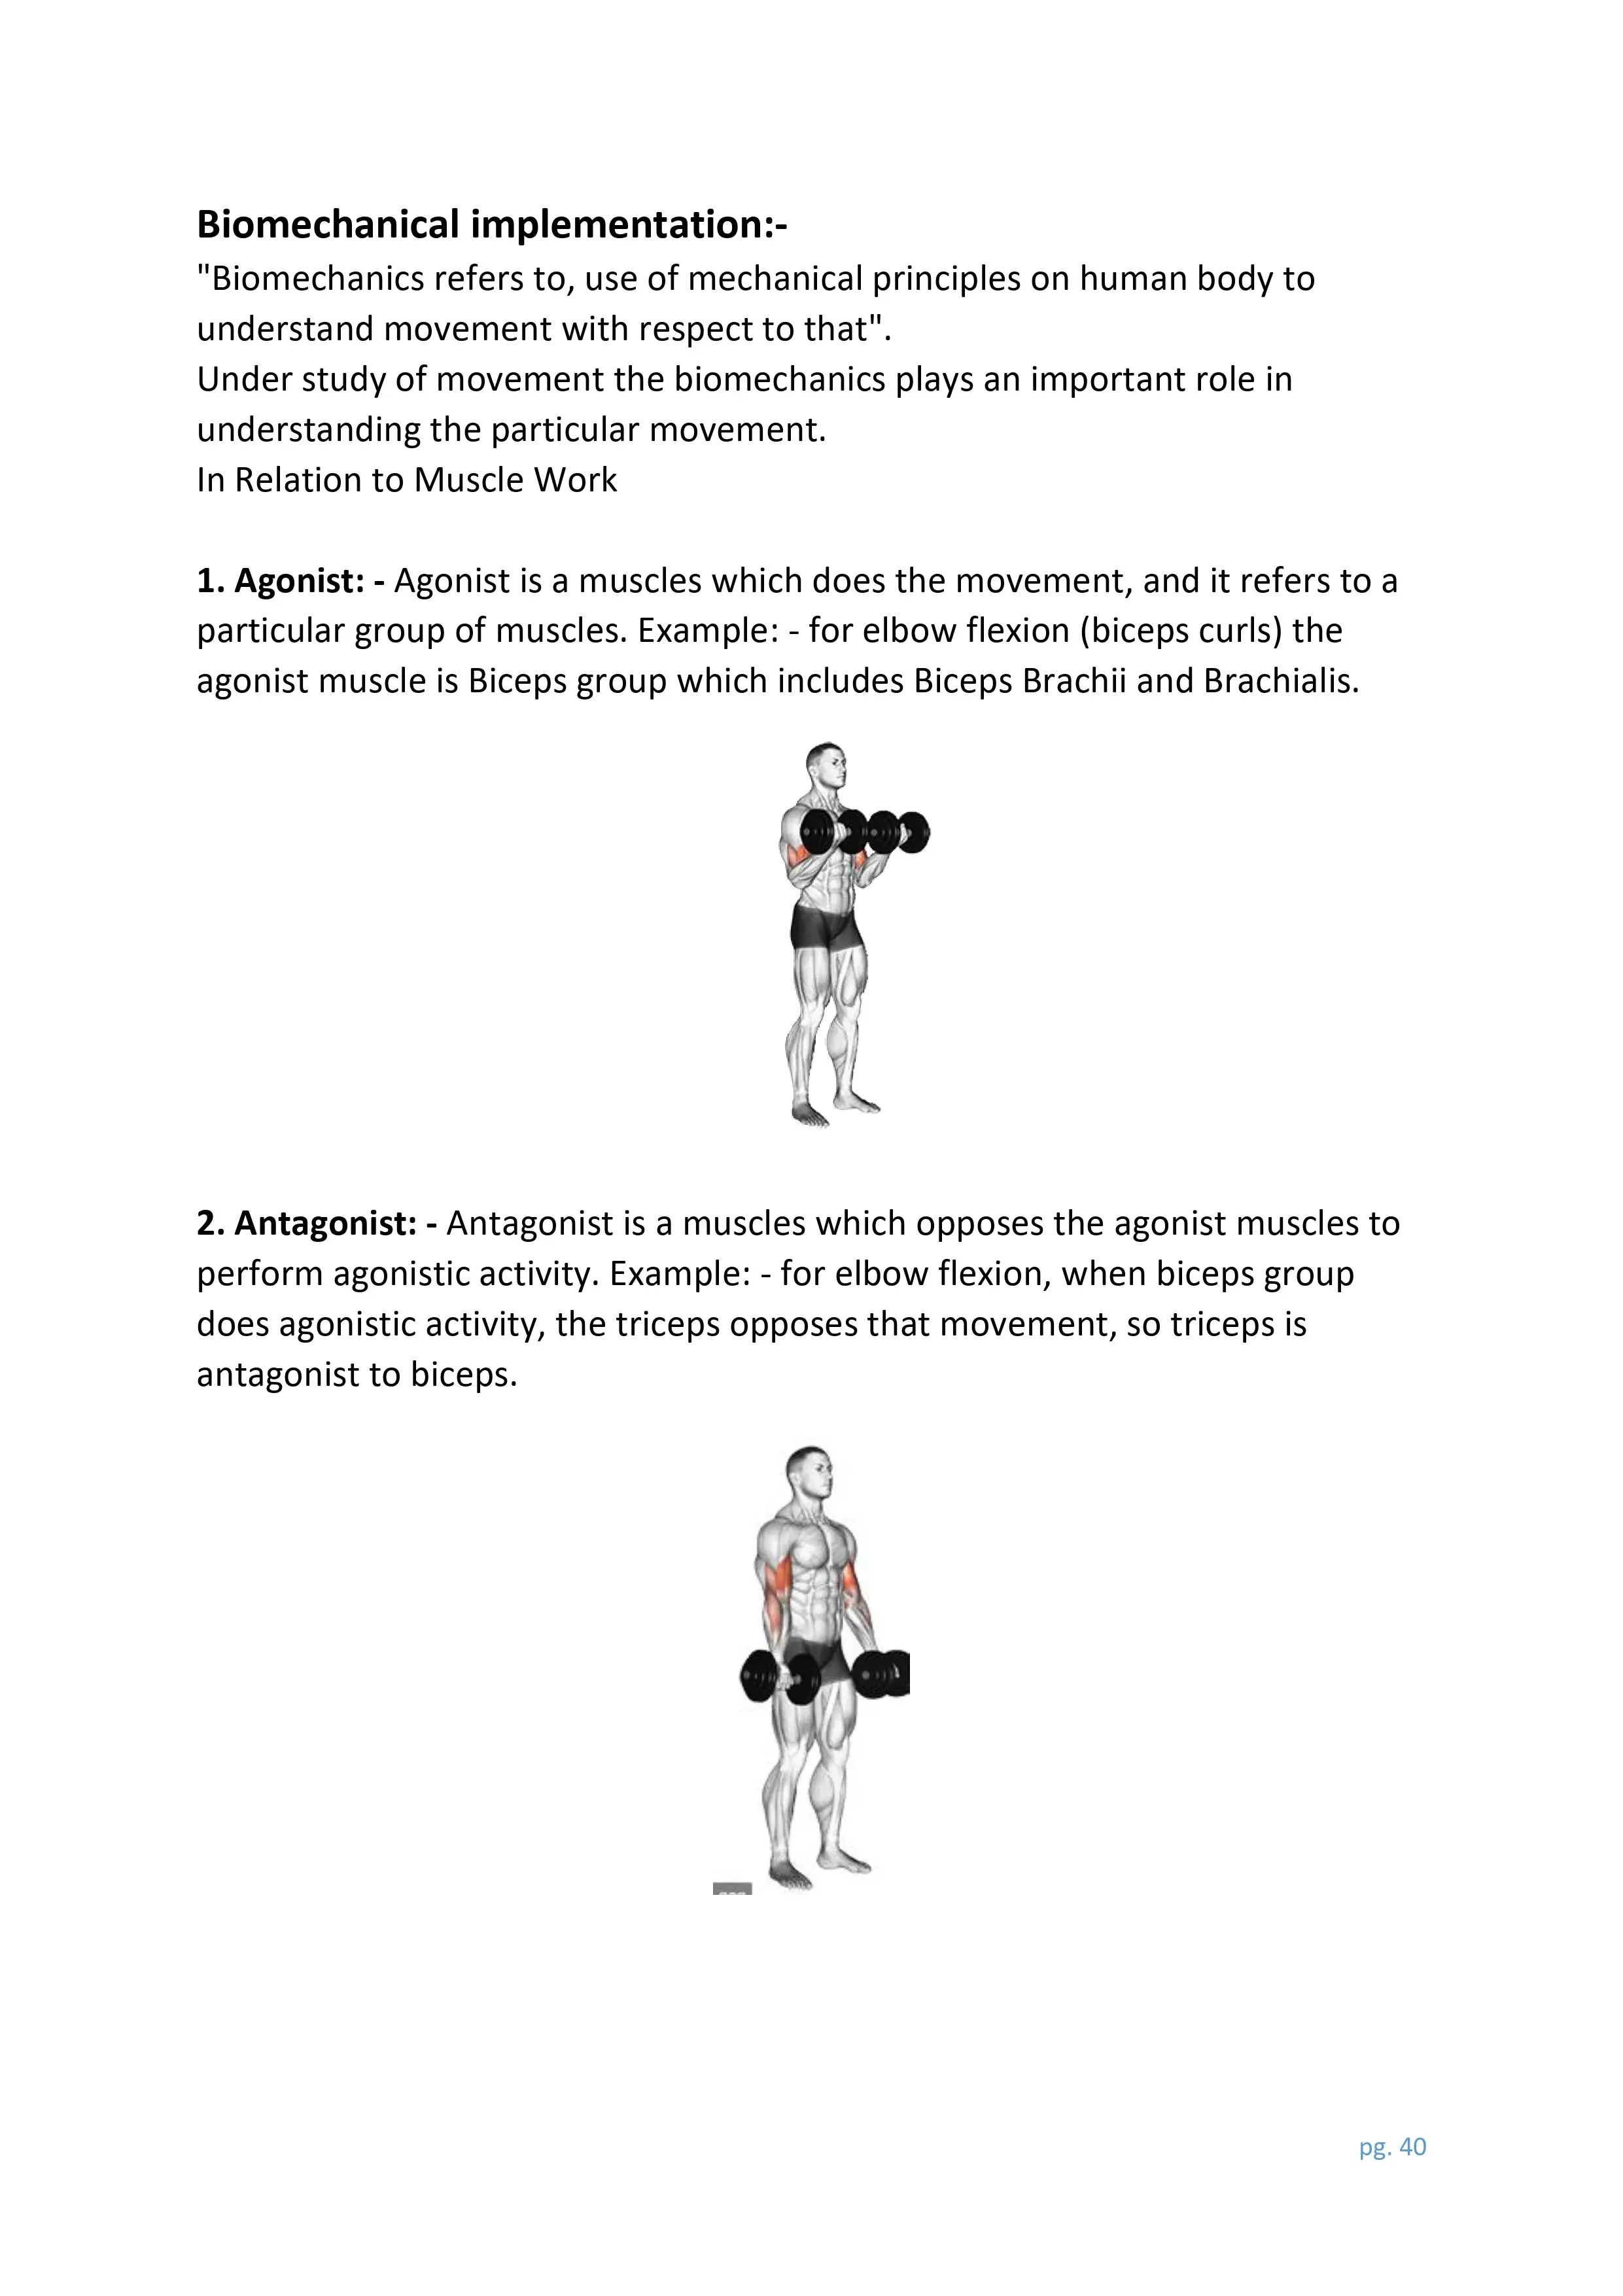 Biomechanical implementation:-
"Biomechanics refers to, use of mechanical principles on human body to
understand movement with respect to that".
Under study of movement the biomechanics plays an important role in
understanding the particular movement.
In Relation to Muscle Work
1. Agonist: - Agonist is a muscles which does the movement, and it refers to a
particular group of muscles. Example: - for elbow flexion (biceps curls) the
agonist muscle is Biceps group which includes Biceps Brachii and Brachialis.
2. Antagonist: - Antagonist is a muscles which opposes the agonist muscles to
perform agonistic activity. Example: - for elbow flexion, when biceps group
does agonistic activity, the triceps opposes that movement, so triceps is
antagonist to biceps.
pg. 40